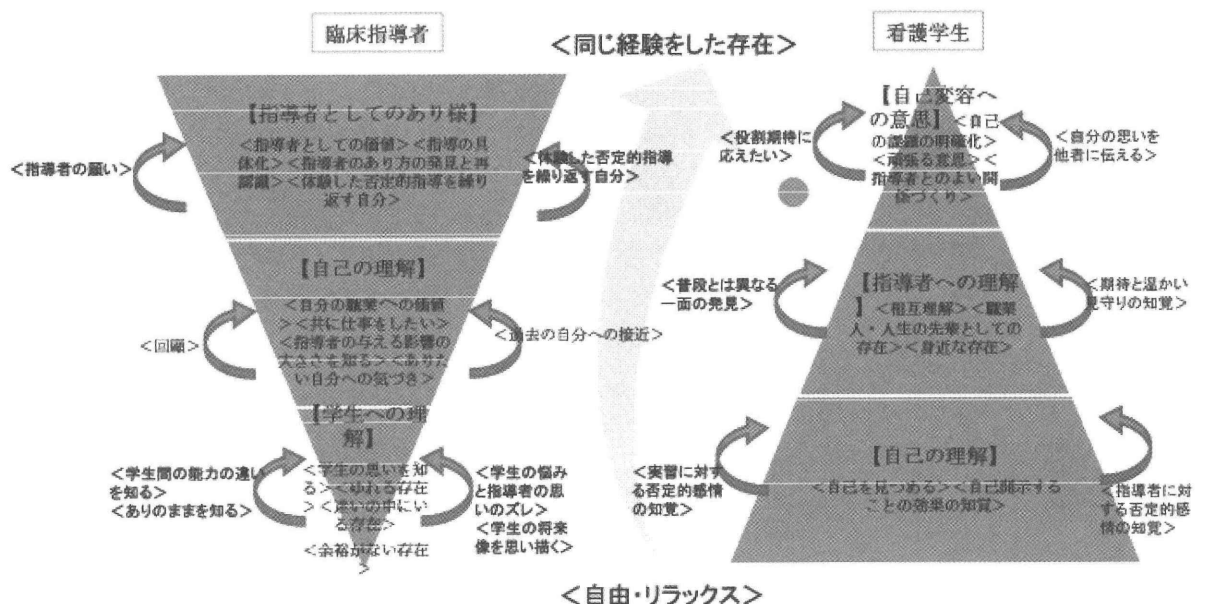 臨床指導者
＜同じ経験をした存在＞
看護学生
【指導者としてのあり様】
＜指導者としての価値＞＜指導の具
体化＞＜指導者のあり方の発見と再
認識＞＜体験した否定的指導を繰り
返す自分＞
＜指導者の願い＞
＜体験した否定的指導
を繰り返す自分＞
【自己の理解】
＜自分の職業への価値
＞＜共に仕事をしたい＞
＜指導者の与える影響の
大きさを知る＞＜ありた
い自分への気づき＞
＜回顧＞
＜過去の自分への接近＞
【学生への理
解】
＜学生の思いを知
る＞＜ゆれる存在
＞＜迷いの中にい
る存在＞
＜余裕がない存在
＞
＜学生間の能力の違い
を知る＞
＜ありのままを知る＞
＜学生の悩み
と指導者の思
いのズレ＞
＜学生の将来
像を思い描く＞
【自己変容へ
の意思】＜自己
の課題の明確化＞
＜頑張る意思＞＜
指導者とのよい関
係づくり＞
＜役割期待に
応えたい＞
＜自分の思いを
他者に伝える＞
【指導者への理解
】＜相互理解＞＜職業
人・人生の先輩としての
存在＞＜身近な存在＞
＜普段とは異なる
一面の発見＞
＜期待と温かい
見守りの知覚＞
【自己の理解】
＜自己を見つめる＞＜自己開示する
ことの効果の知覚＞
＜実習に対す
る否定的感情
の知覚＞
＜指導者に対
する否定的感
情の知覚＞
＜自由・リラックス＞